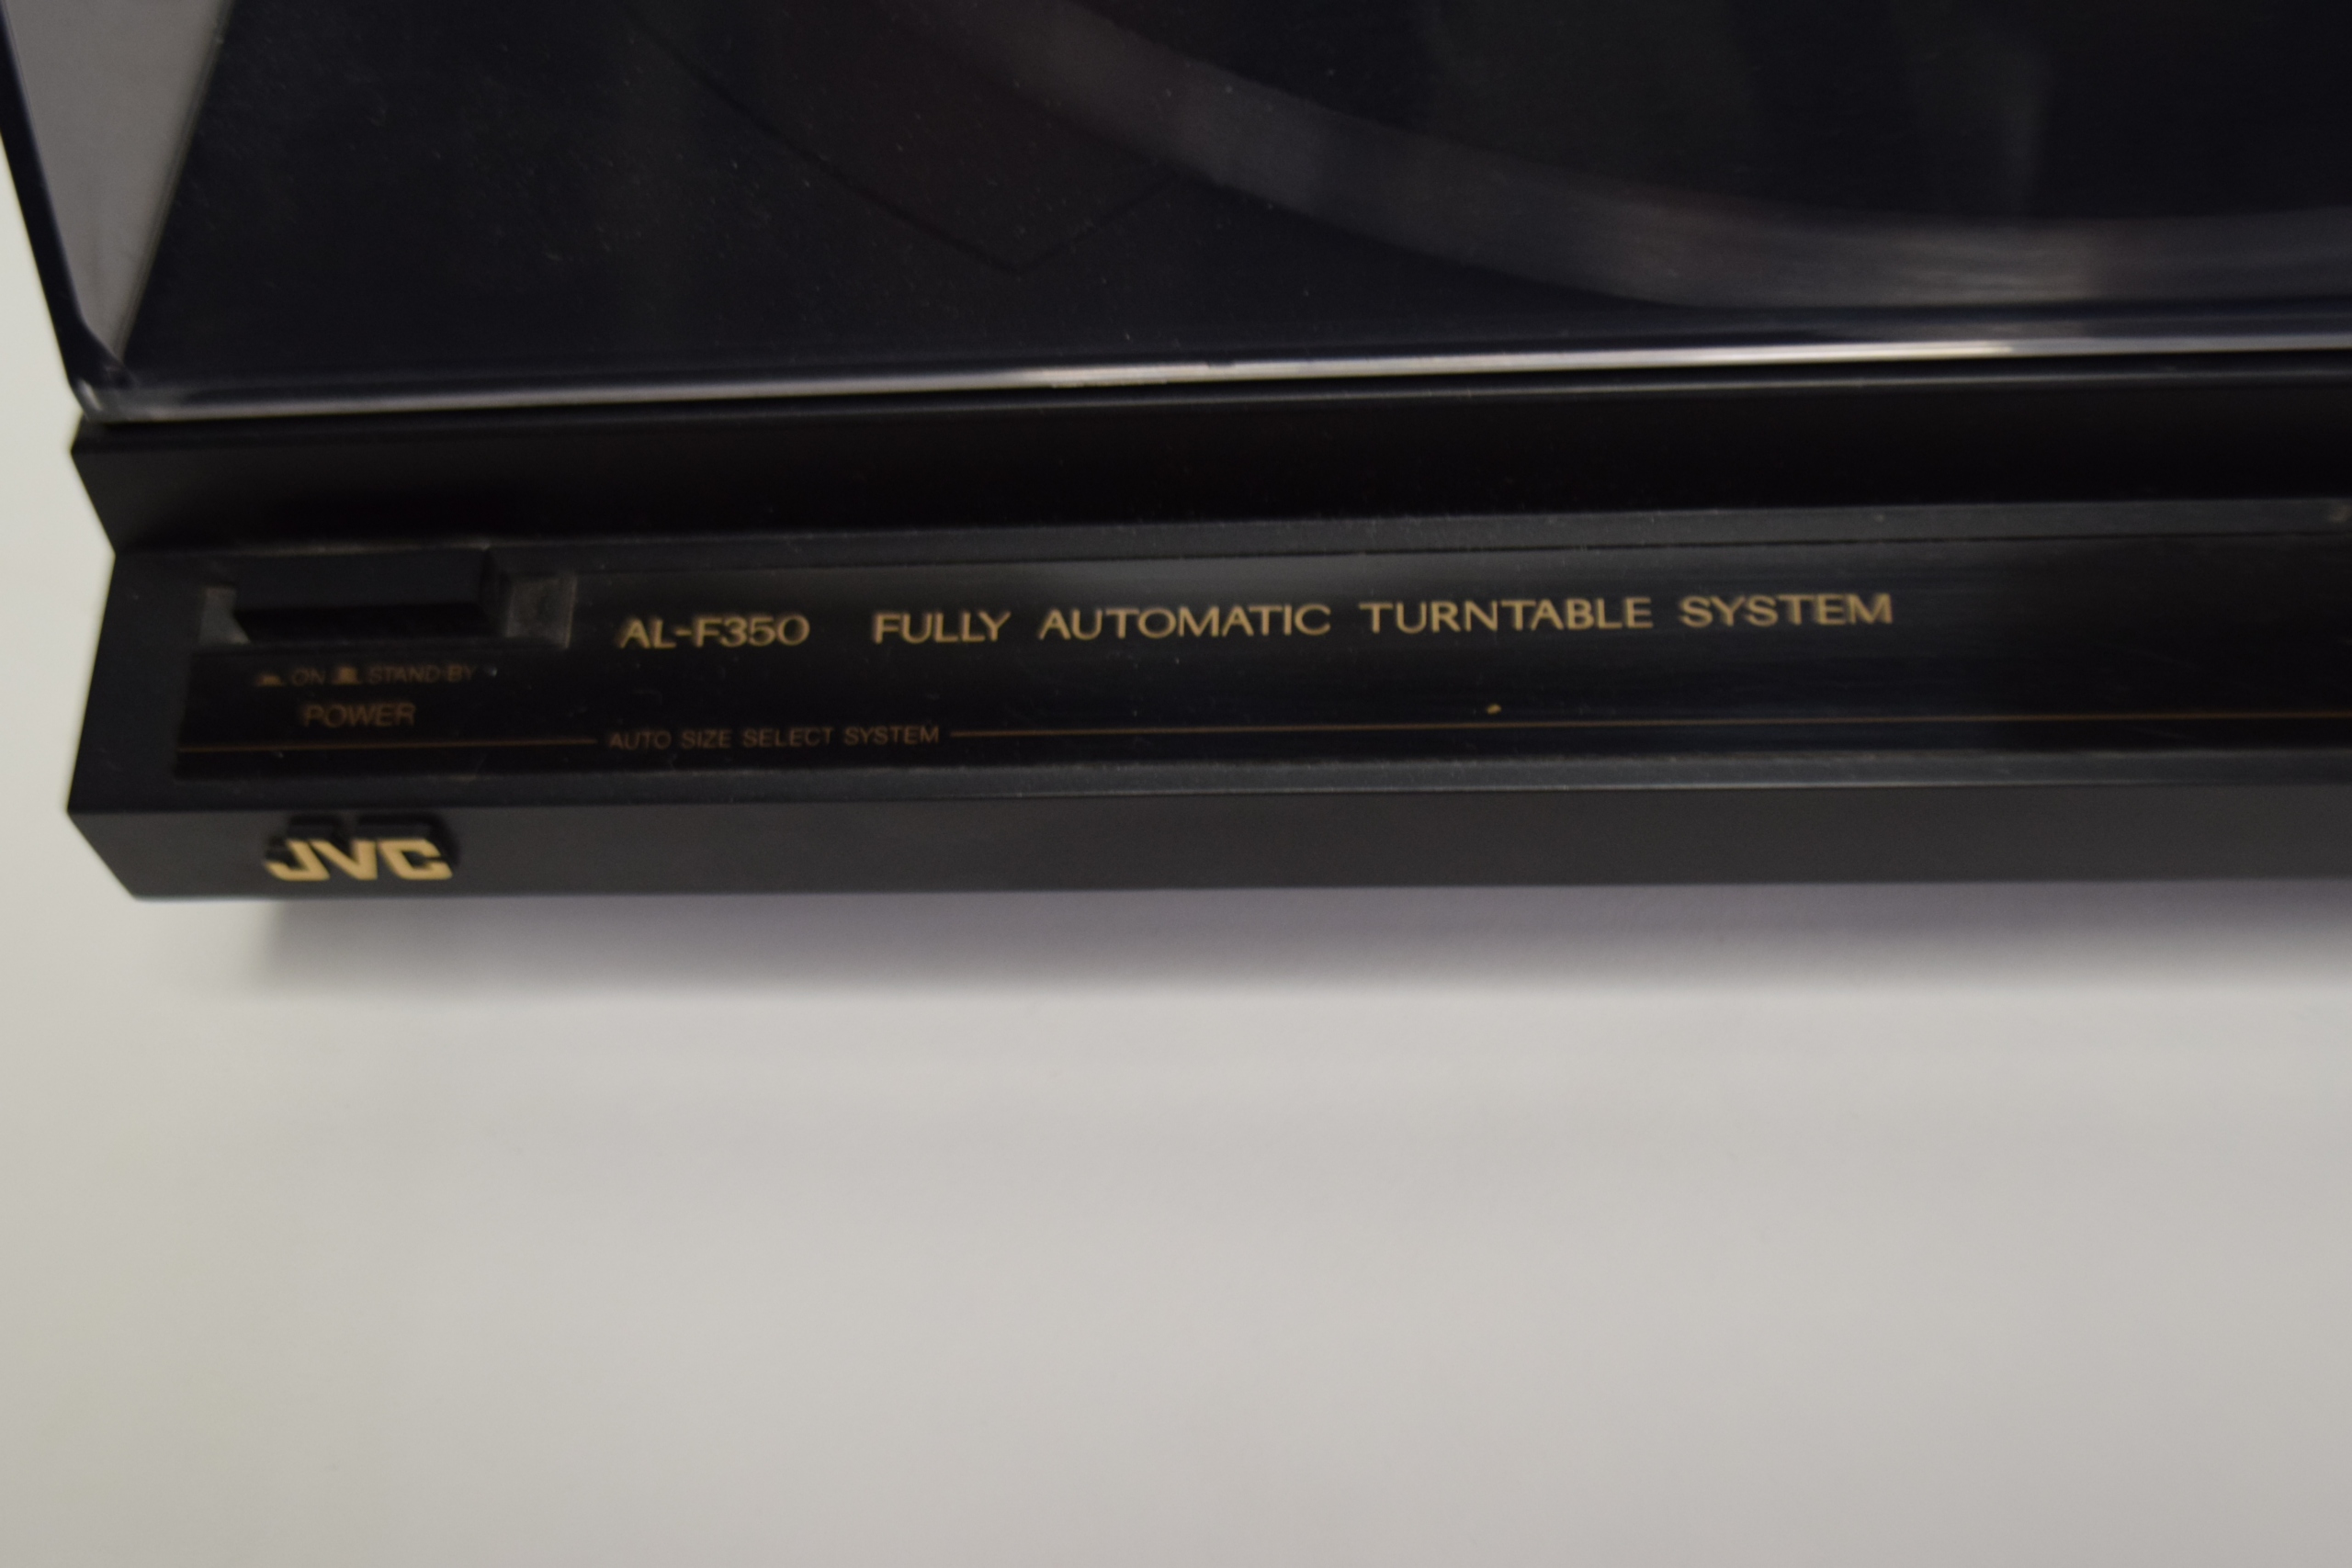 AL-F350 FULLY AUTOMATIC TURNTABLE SYSTEM
ON STAND BY
POWER
AUTO SIZE SELECT SYSTEM
JVC